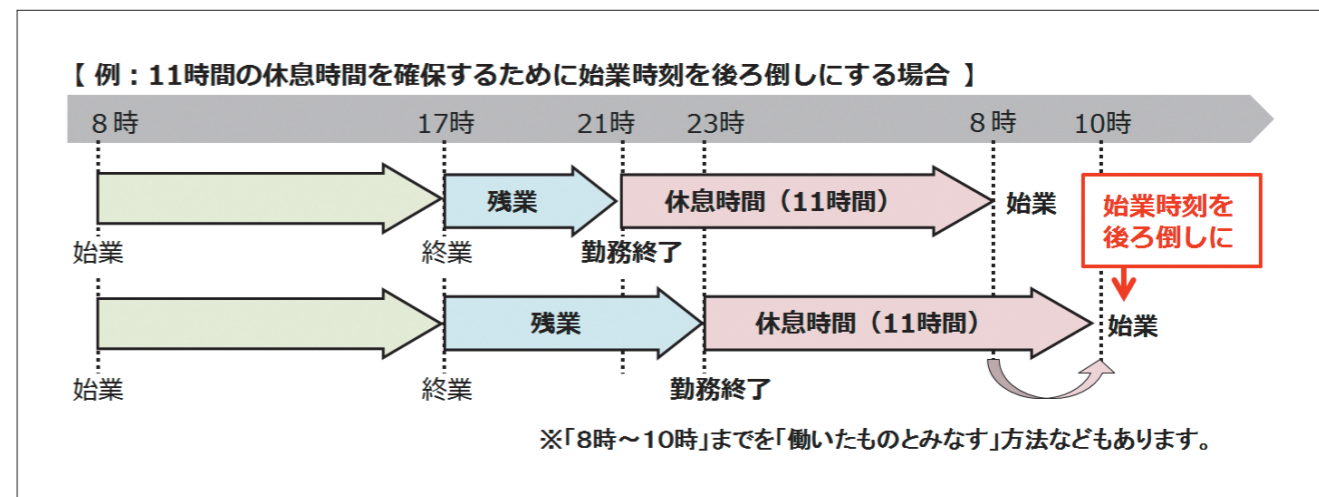 【 例：11時間の休息時間を確保するために始業時刻を後ろ倒しにする場合 】
8時 17時 21時 23時 8時 10時
残業 休息時間（11時間） 始業
始業時刻を
後ろ倒しに
始業 終業 勤務終了
残業 休息時間（11時間） 始業
始業 終業 勤務終了
※「8時～10時」までを「働いたものとみなす」方法などもあります。